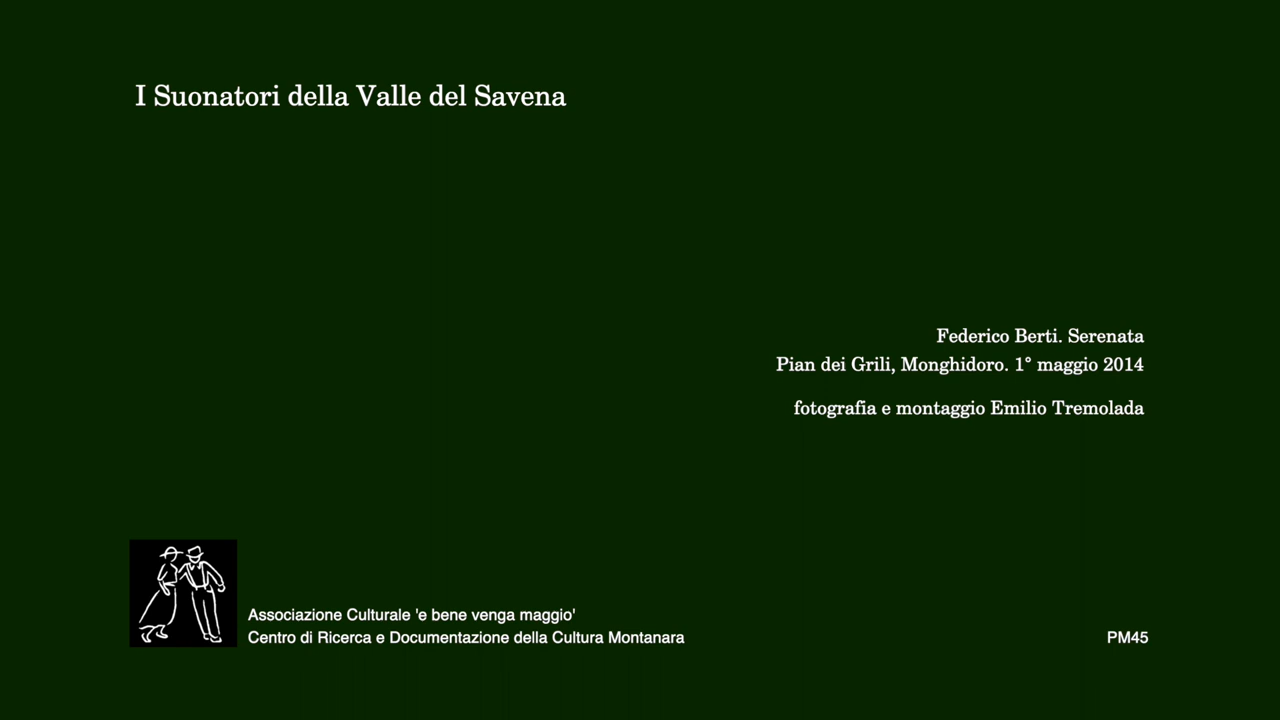 I Suonatori della Valle del Savena
Federico Berti. Serenata
Pian dei Grili, Monghidoro. 1° maggio 2014
fotografia e montaggio Emilio Tremolada
Associazione Culturale 'e bene venga maggio'
Centro di Ricerca e Documentazione della Cultura Montanara
PM45